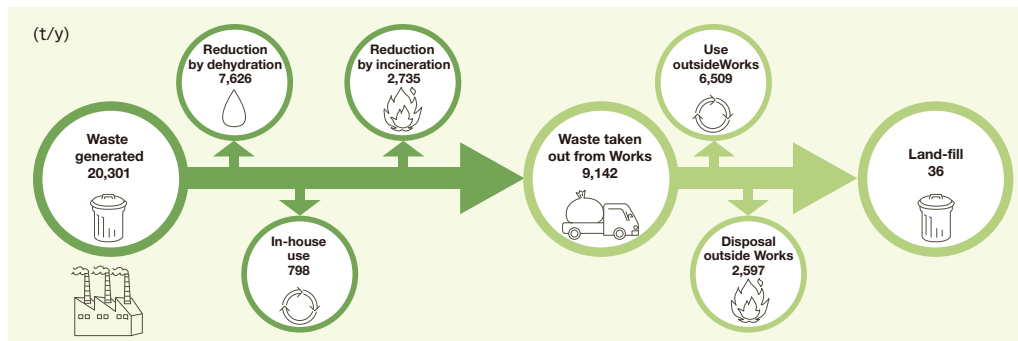 (t/y)
Waste
generated
20,301
Reduction
by dehydration
7,626
In-house
use
798
Reduction
by incineration
2,735
Waste taken
out from Works
9,142
Use
outsideWorks
6,509
Disposal
outside Works
2,597
Land-fill
36